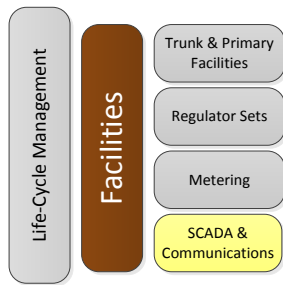 Life-Cycle Management
Facilities
Trunk & Primary
Facilities
Regulator Sets
Metering
SCADA &
Communications